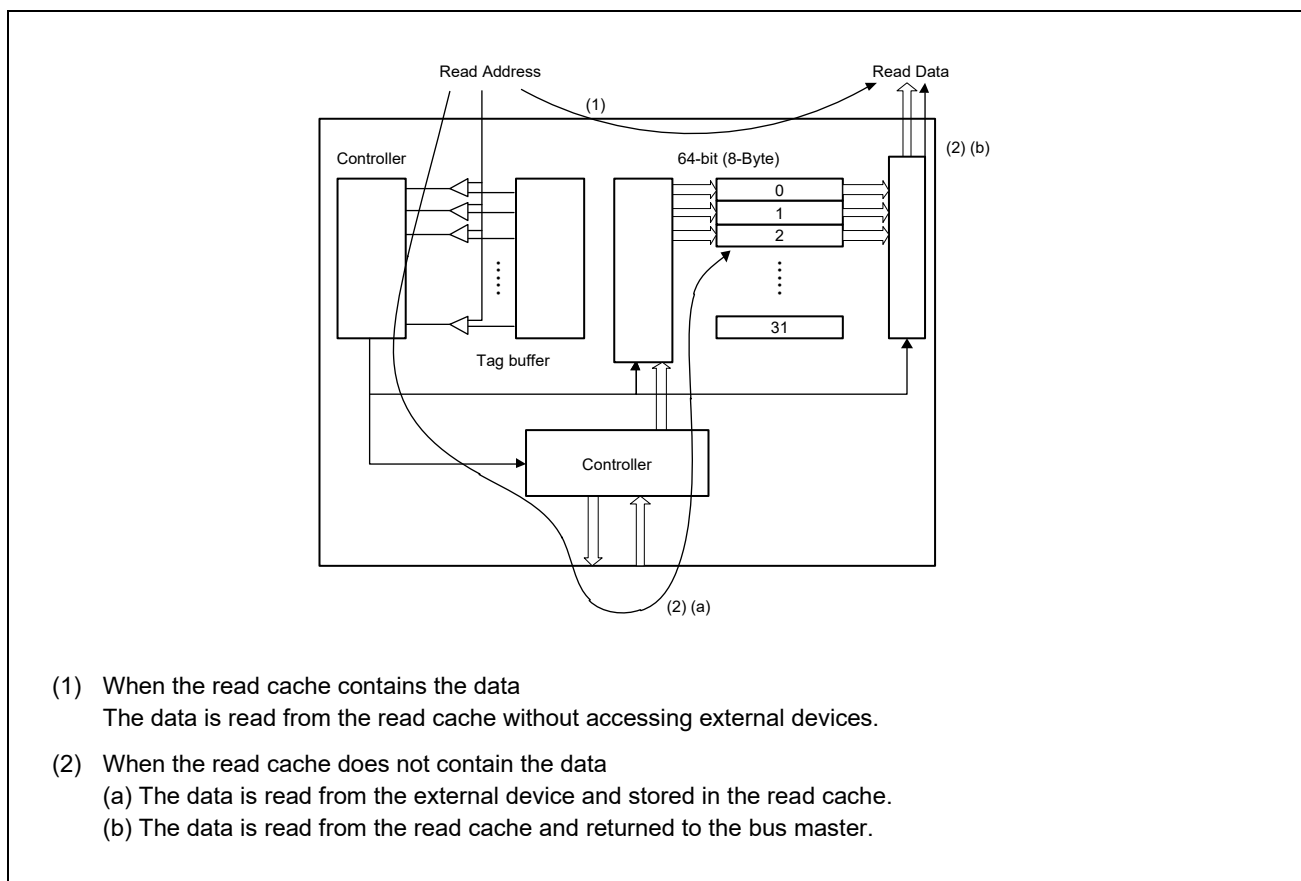 Read Address
Read Data
(1)
(2) (b)
Controller
64-bit (8-Byte)
0
1
2
31
Tag buffer
Controller
(2) (a)
(1) When the read cache contains the data
The data is read from the read cache without accessing external devices.
(2) When the read cache does not contain the data
(a) The data is read from the external device and stored in the read cache.
(b) The data is read from the read cache and returned to the bus master.